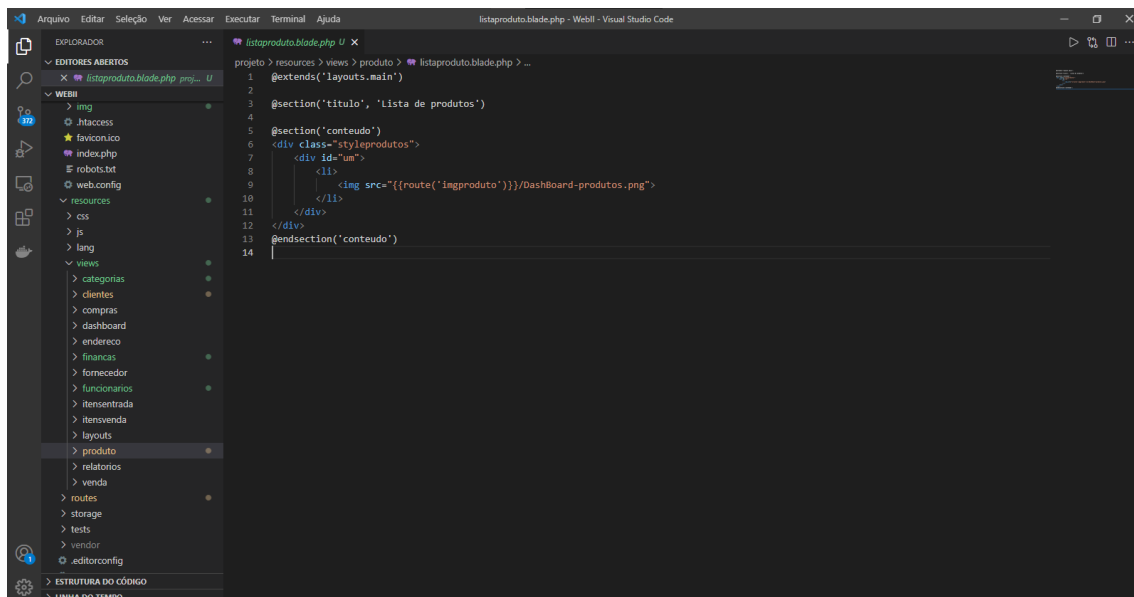 Arquivo Editar Seleção Ver Acessar Executar Terminal Ajuda
listaproduto.blade.php - WebII - Visual Studio Code
EXPLORADOR
EDITORES ABERTOS
listaproduto.blade.php proj... U
WEBII
img
.htaccess
favicon.ico
index.php
robots.txt
web.config
resources
css
js
lang
views
categorias
clientes
compras
dashboard
endereco
financas
fornecedor
funcionarios
itensentrada
itensvenda
layouts
produto
relatorios
venda
routes
storage
tests
vendor
.editorconfig
ESTRUTURA DO CÓDIGO
LINHA DO TEMPO
372
1
listaproduto.blade.php U
projeto > resources > views > produto > listaproduto.blade.php > ...
1 @extends('layouts.main')
2
3 @section('titulo', 'Lista de produtos')
4
5 @section('conteudo')
6 <div class="styleprodutos">
7 <div id="um">
8 <li>
9 <img src="{{route('imgproduto')}}/DashBoard-produtos.png">
10 </li>
11 </div>
12 </div>
13 @endsection('conteudo')
14